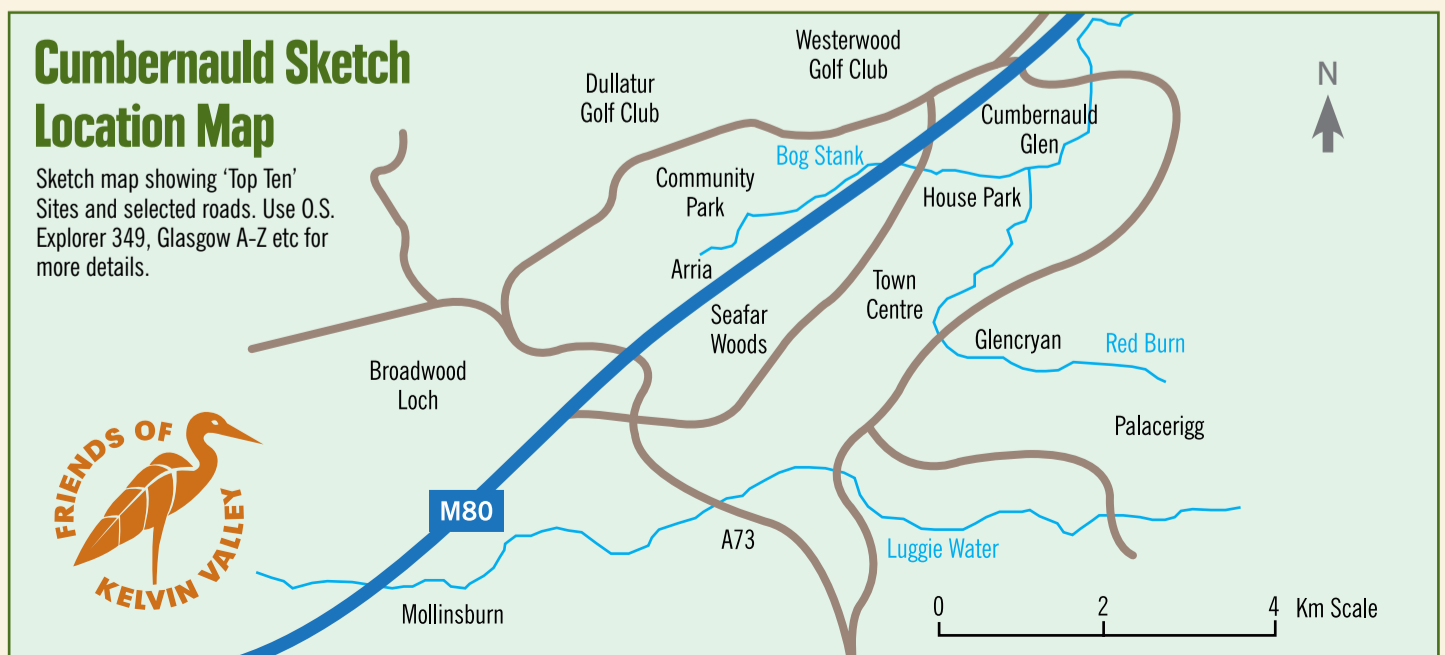 Cumbernauld Sketch
Location Map
Sketch map showing ‘Top Ten’
Sites and selected roads. Use O.S.
Explorer 349, Glasgow A-Z etc for
more details.
Westerwood
Golf Club
N
Dullatur
Golf Club
Cumbernauld
Glen
Bog Stank
Community
Park
House Park
Arria
Town
Centre
Seafar
Woods
Glencryan
Red Burn
Broadwood
Loch
Palacerigg
FRIENDS OF
KELVIN VALLEY
M80
A73
Luggie Water
Mollinsburn
0 2 4 Km Scale